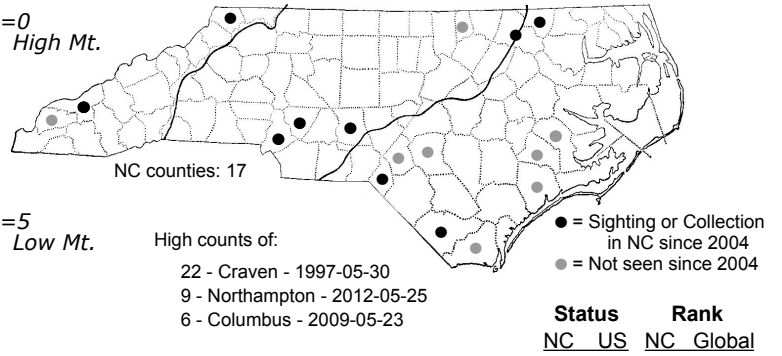 =0
High Mt.
NC counties: 17
=5
Low Mt.
High counts of:
22 - Craven - 1997-05-30
9 - Northampton - 2012-05-25
6 - Columbus - 2009-05-23
● = Sighting or Collection
in NC since 2004
● = Not seen since 2004
Status Rank
NC US NC Global